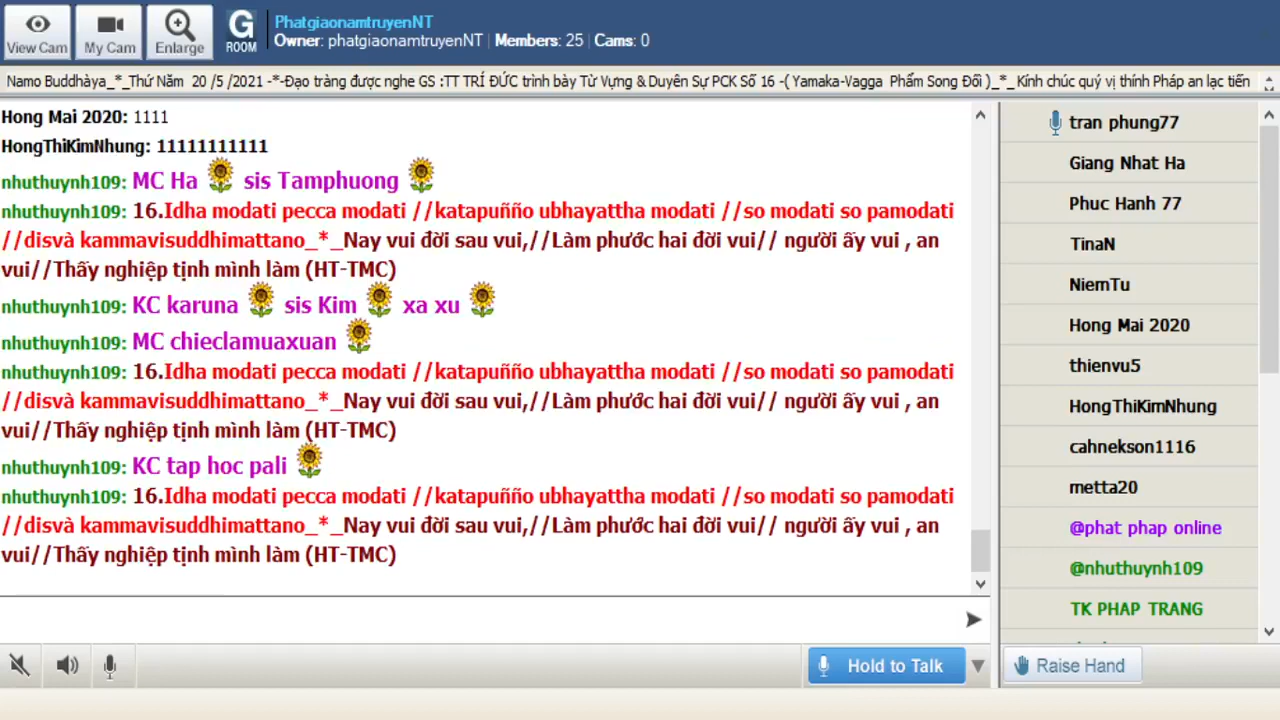 View Cam
My Cam
Enlarge
G
ROOM
PhatgiaonamtruyenNT
Owner: phatgiaonamtruyenNT | Members: 25 | Cams: 0
Namo Buddhàya_*_Thứ Năm 20 /5 /2021 -*-Đạo tràng được nghe GS :TT TRÍ ĐỨC trình bày Từ Vựng & Duyên Sự PCK Số 16 -( Yamaka-Vagga Phẩm Song Đối )_*_ Kính chúc quý vị thính Pháp an lạc tiến
Hong Mai 2020: 1111
HongThiKimNhung: 11111111111
nhuthuynh109: MC Ha sis Tamphuong
nhuthuynh109: 16.Idha modati pecca modati //katapuñño ubhayattha modati //so modati so pamodati
//disvà kammavisuddhimattano_*_Nay vui đời sau vui,//Làm phước hai đời vui// người ấy vui , an
vui//Thấy nghiệp tịnh mình làm (HT-TMC)
nhuthuynh109: KC karuna sis Kim xa xu
nhuthuynh109: MC chieclamuaxuan
nhuthuynh109: 16.Idha modati pecca modati //katapuñño ubhayattha modati //so modati so pamodati
//disvà kammavisuddhimattano_*_Nay vui đời sau vui,//Làm phước hai đời vui// người ấy vui , an
vui//Thấy nghiệp tịnh mình làm (HT-TMC)
nhuthuynh109: KC tap hoc pali
nhuthuynh109: 16.Idha modati pecca modati //katapuñño ubhayattha modati //so modati so pamodati
//disvà kammavisuddhimattano_*_Nay vui đời sau vui,//Làm phước hai đời vui// người ấy vui , an
vui//Thấy nghiệp tịnh mình làm (HT-TMC)
tran phung77
Giang Nhat Ha
Phuc Hanh 77
TinaN
NiemTu
Hong Mai 2020
thienvu5
HongThiKimNhung
cahnekson1116
metta20
@phat phap online
@nhuthuynh109
TK PHAP TRANG
Hold to Talk
Raise Hand